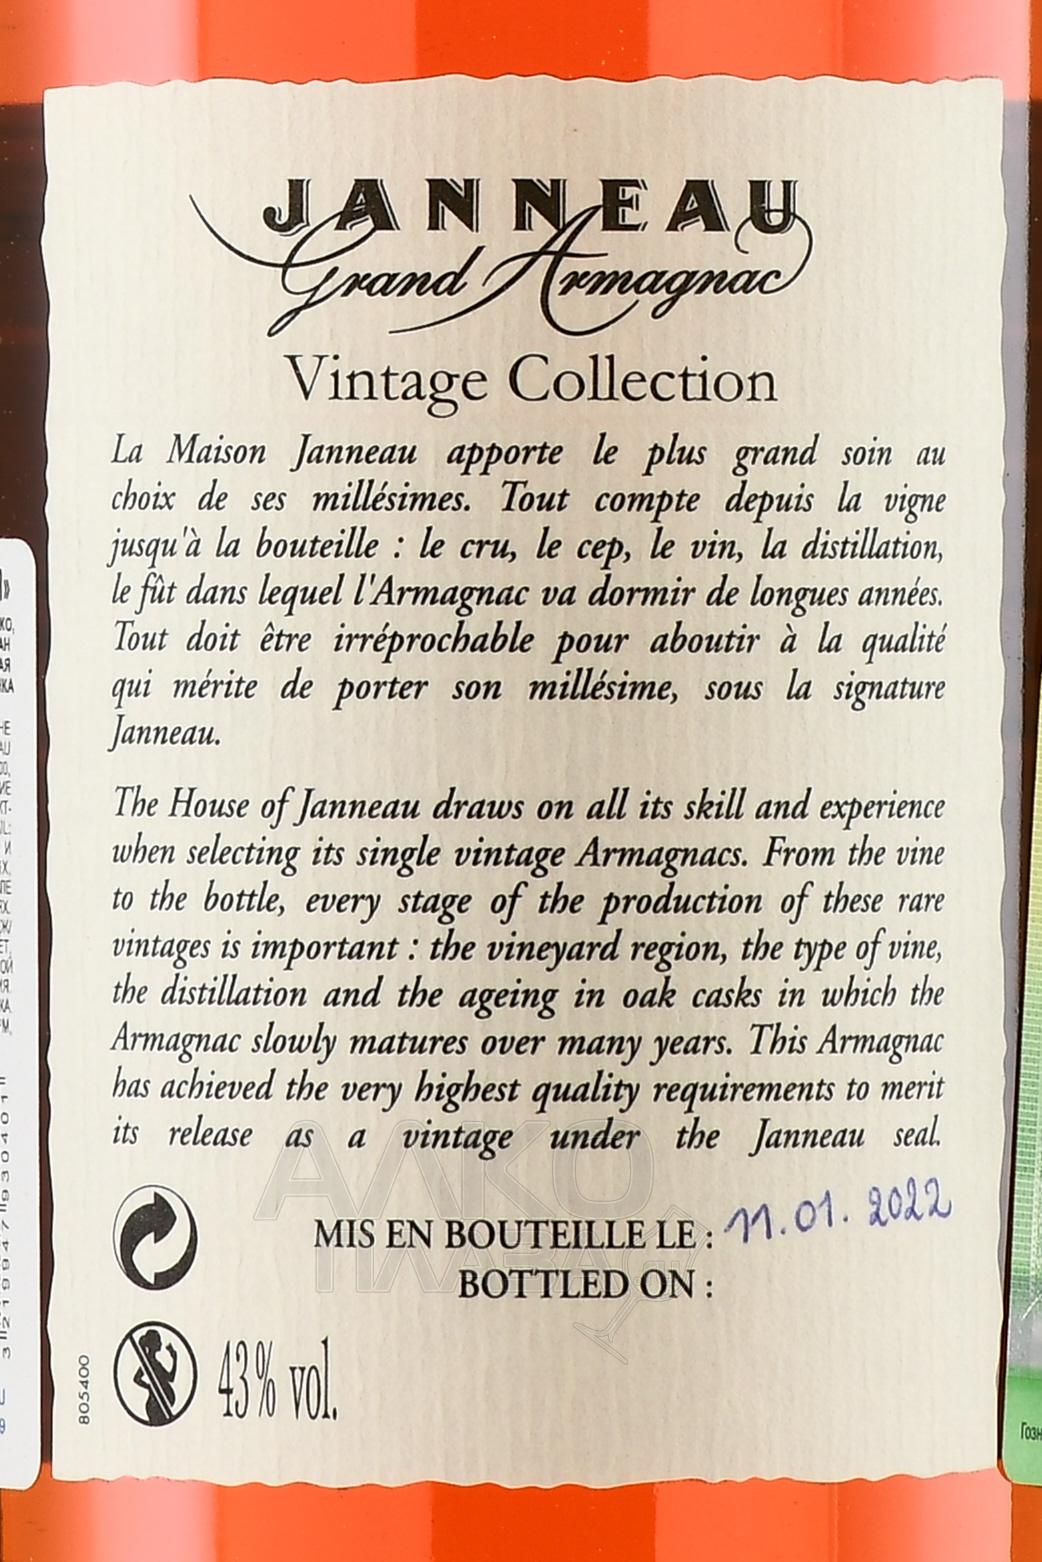 JANNEAU
Grand Armagnac
Vintage Collection
La Maison Janneau apporte le plus grand soin au
choix de ses millésimes. Tout compte depuis la vigne
jusqu'à la bouteille : le cru, le cep, le vin, la distillation,
le fût dans lequel l'Armagnac va dormir de longues années.
Tout doit être irréprochable pour aboutir à la qualité
qui mérite de porter son millésime, sous la signature
Janneau.
The House of Janneau draws on all its skill and experience
when selecting its single vintage Armagnacs. From the vine
to the bottle, every stage of the production of these rare
vintages is important : the vineyard region, the type of vine,
the distillation and the ageing in oak casks in which the
Armagnac slowly matures over many years. This Armagnac
has achieved the very highest quality requirements to merit
its release as a vintage under the Janneau seal.
MIS EN BOUTEILLE LE : 11.01.2022
BOTTLED ON :
43% vol.
805400